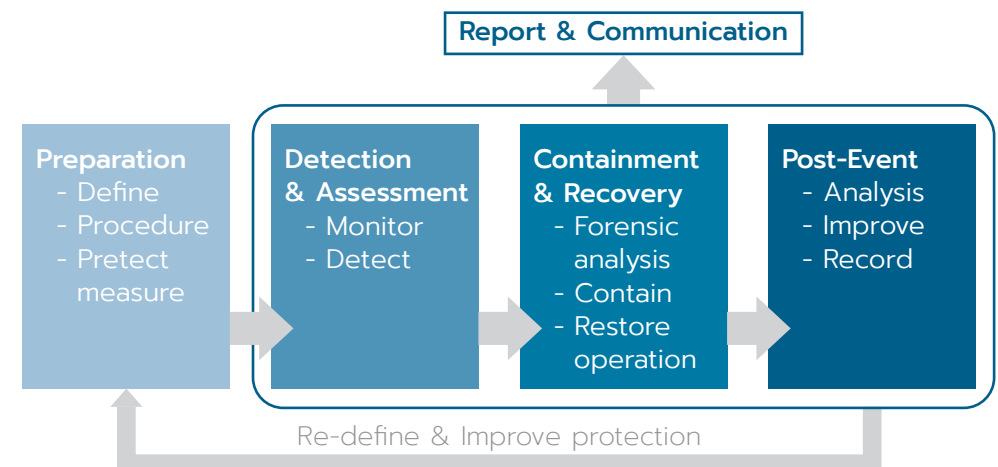 Report & Communication
Preparation
- Define
- Procedure
- Pretect
measure
Detection
& Assessment
- Monitor
- Detect
Containment
& Recovery
- Forensic
analysis
- Contain
- Restore
operation
Post-Event
- Analysis
- Improve
- Record
Re-define & Improve protection